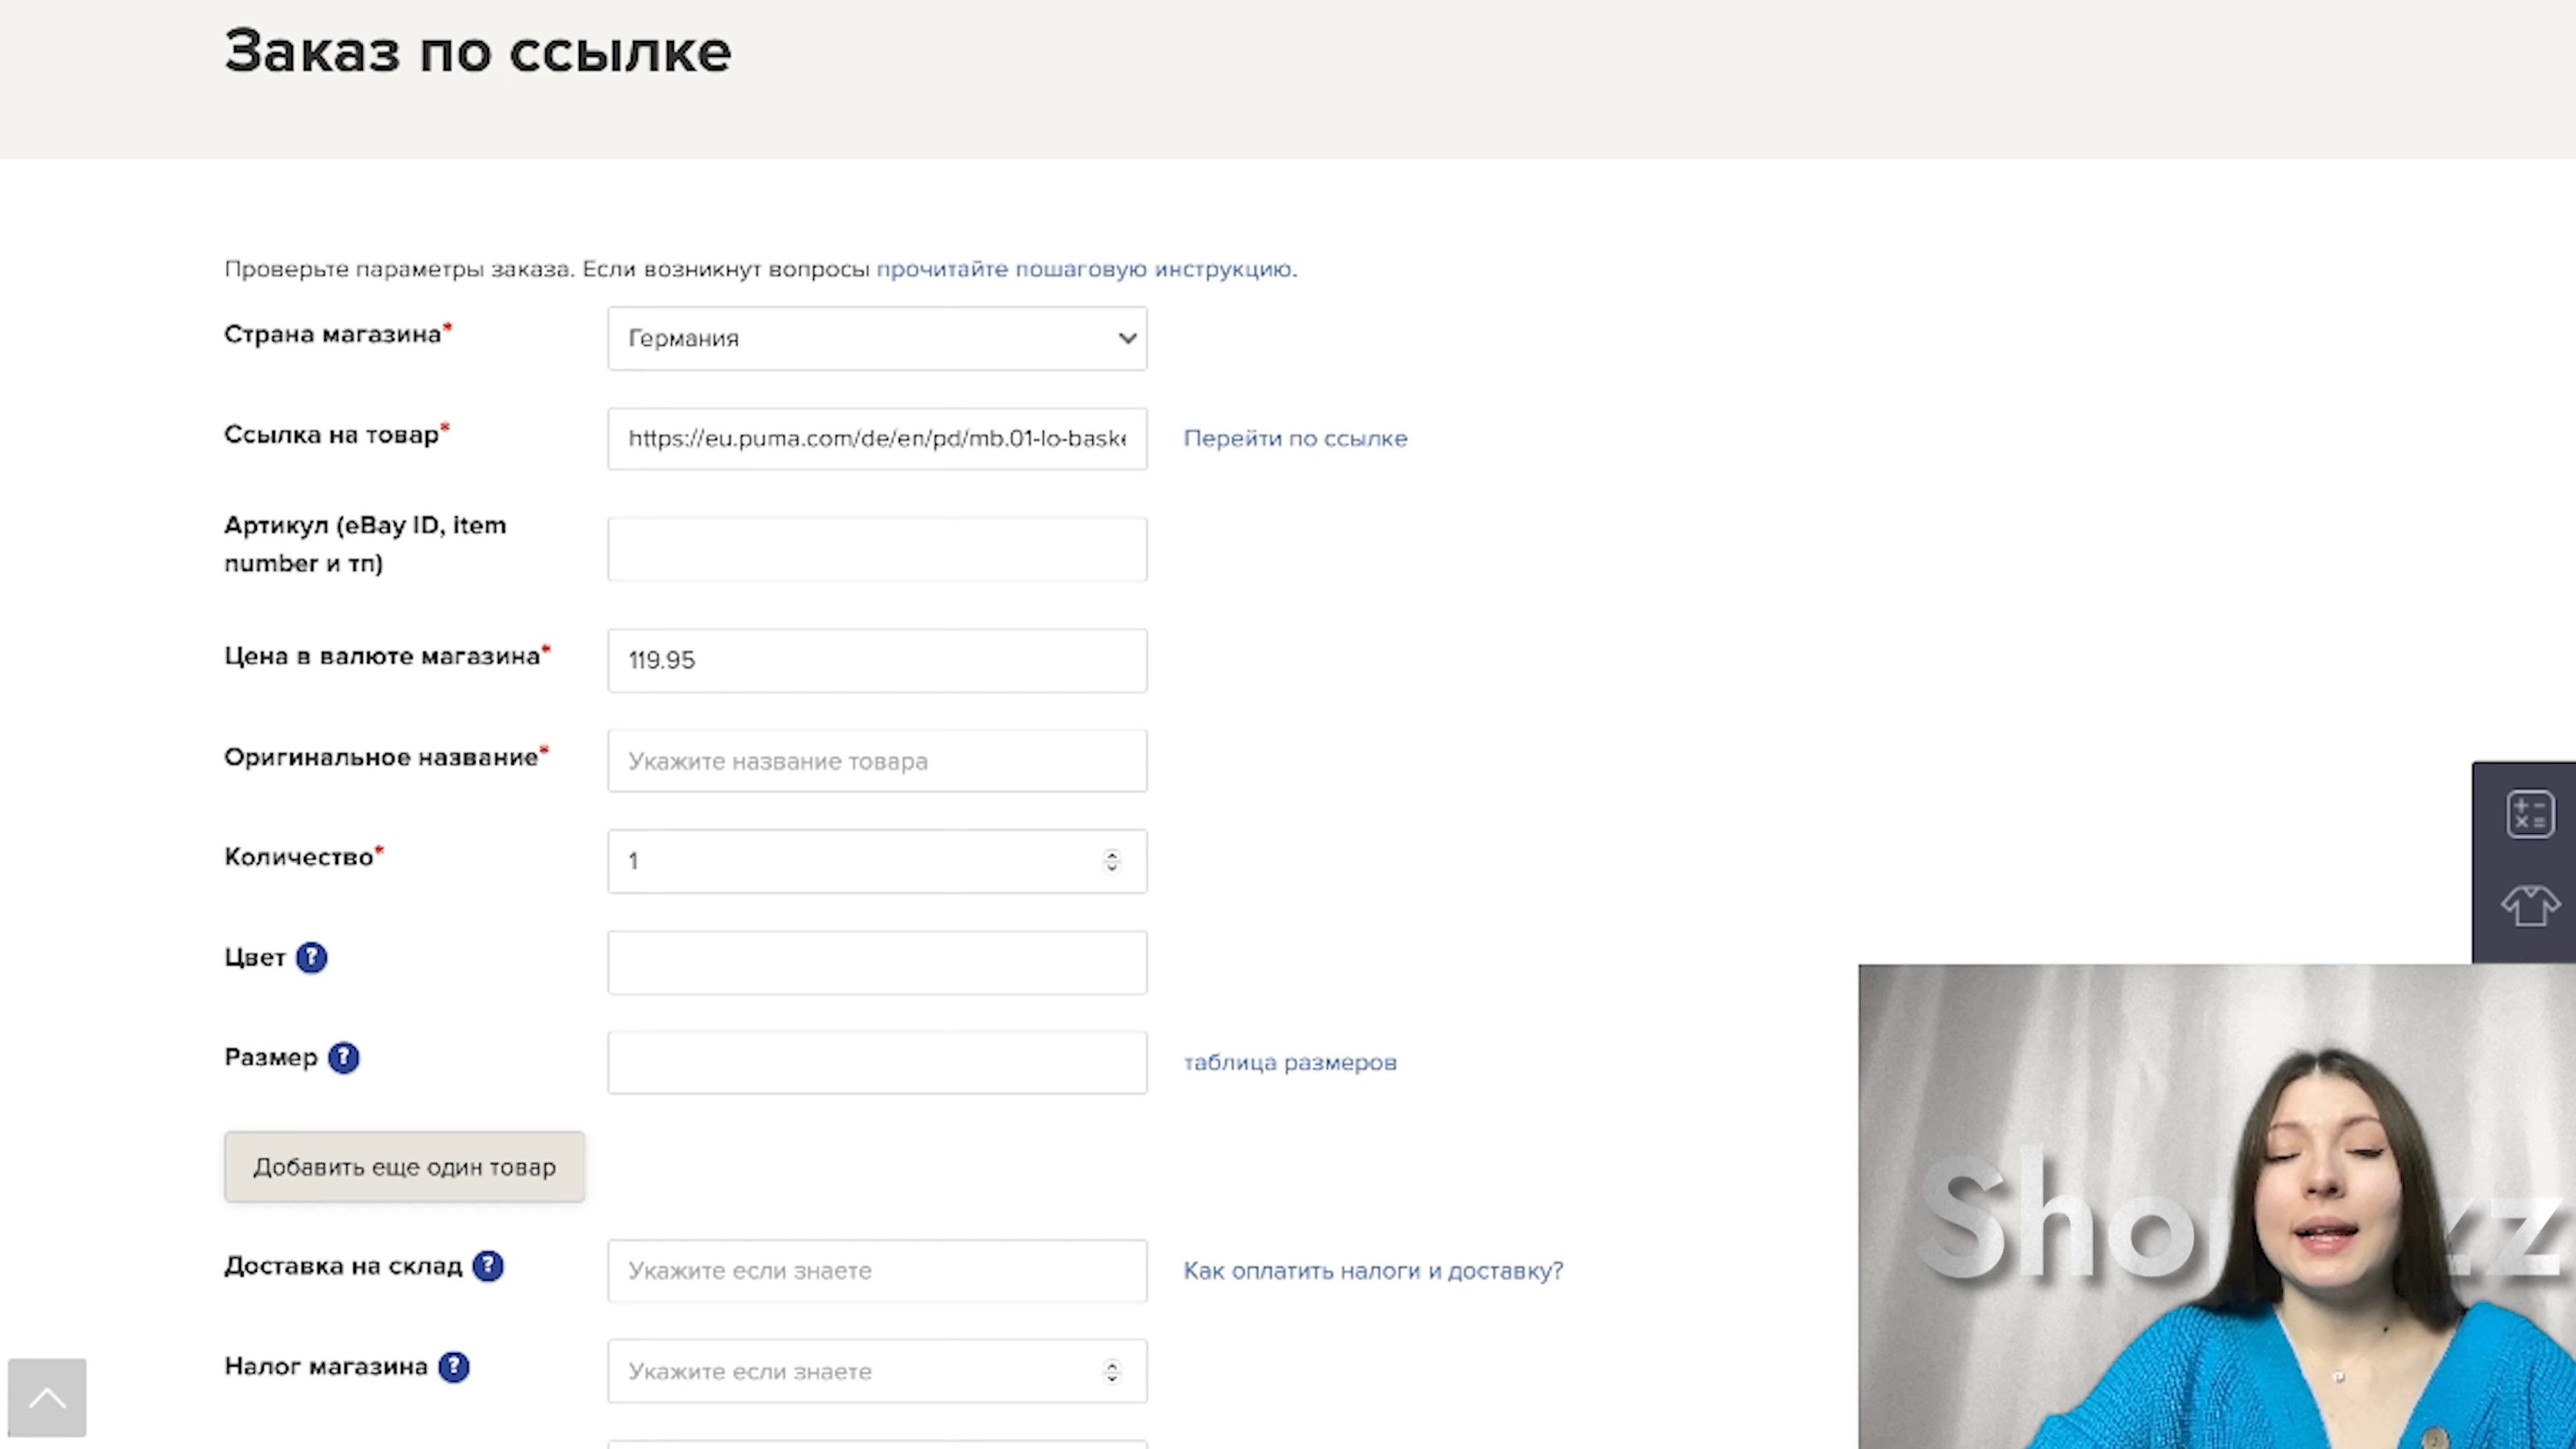 Заказ по ссылке
Проверьте параметры заказа. Если возникнут вопросы прочитайте пошаговую инструкцию.
Страна магазина*
Германия
Ссылка на товар*
https://eu.puma.com/de/en/pd/mb.01-lo-baske
Перейти по ссылке
Артикул (eBay ID, item
number и тп)
Цена в валюте магазина*
119.95
Оригинальное название*
Укажите название товара
Количество*
1
Цвет ?
Размер ?
таблица размеров
Добавить еще один товар
Доставка на склад ?
Укажите если знаете
Как оплатить налоги и доставку?
Налог магазина ?
Укажите если знаете